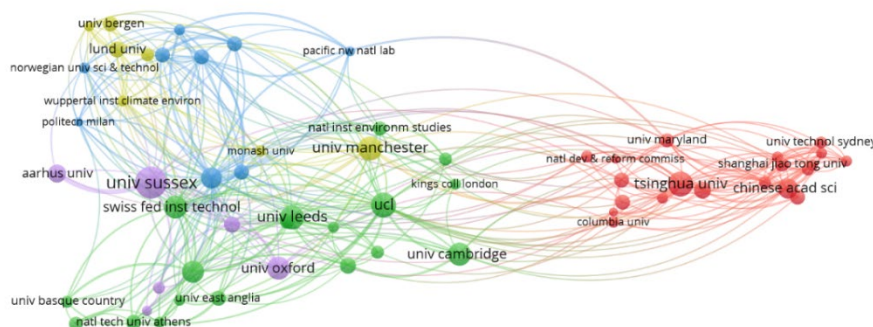 univ bergen
lund univ
pacific nw natl lab
norwegian univ sci & technol
wuppertal inst climate environ
politecn milan
natl inst environm studies
univ maryland
univ technol sydney
monash univ
univ manchester
natl dev & reform commiss
shanghai jiao tong univ
aarhus univ
univ sussex
kings coll london
tsinghua univ
chinese acad sci
swiss fed inst technol
univ leeds
ucl
columbia univ
univ oxford
univ cambridge
univ basque country
univ east anglia
natl tech univ athens